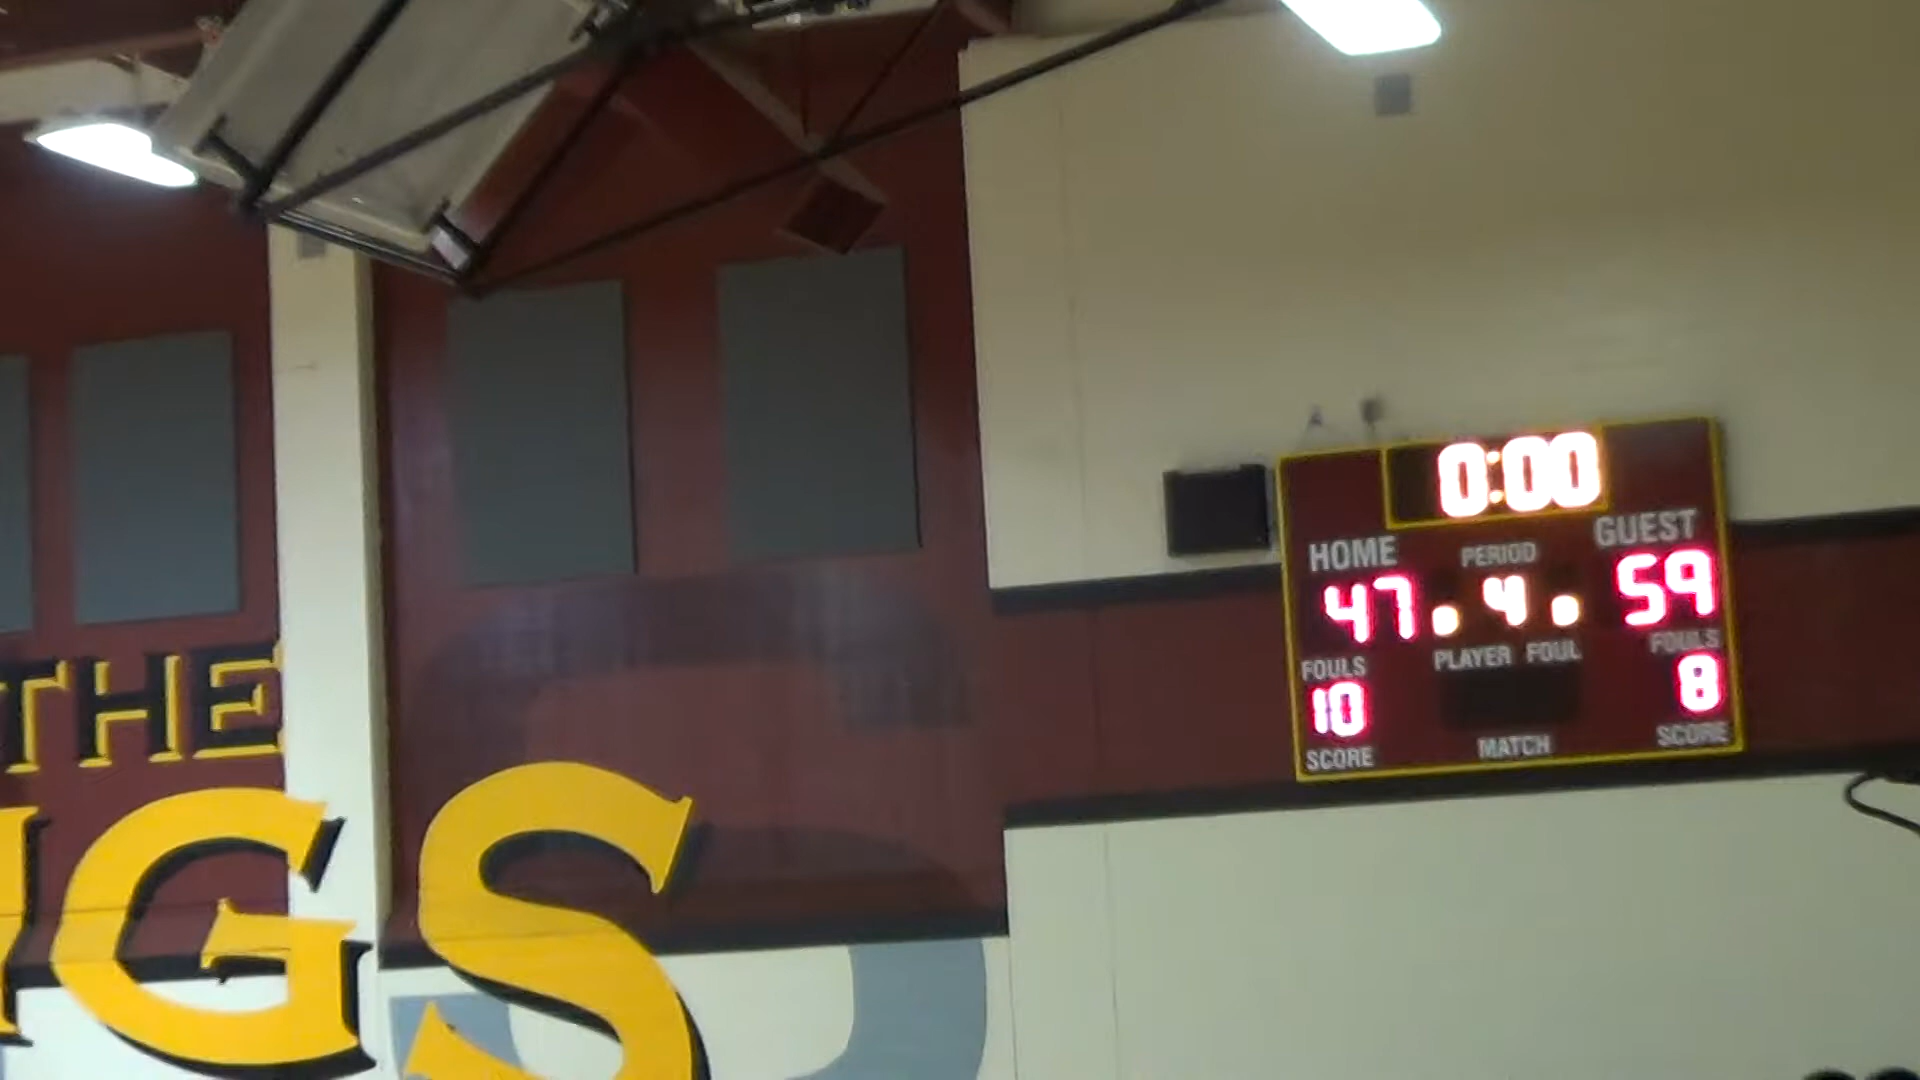 0:00
HOME PERIOD GUEST
47 . 4 . 59
FOULS PLAYER FOUL FOULS
10 8
SCORE MATCH SCORE
THE
GS